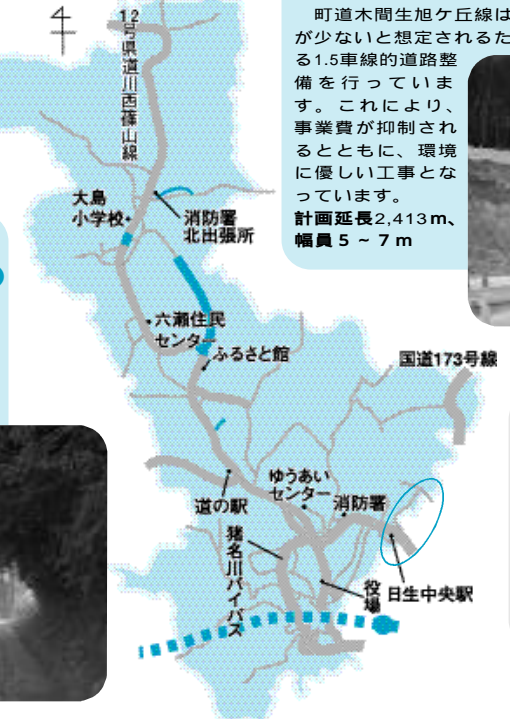 町道木間生旭ケ丘線は
が少ないと想定されるた
る1.5車線的道路整
備を行っていま
す。これにより、
事業費が抑制され
るとともに、環境
に優しい工事とな
っています。
計画延長2,413m、
幅員5～7m
12号県道川西篠山線
大島
小学校
消防署
北出張所
六瀬住民
センター
ふるさと館
国道173号線
道の駅
ゆうあい
センター
消防署
猪名川バイパス
役場
日生中央駅